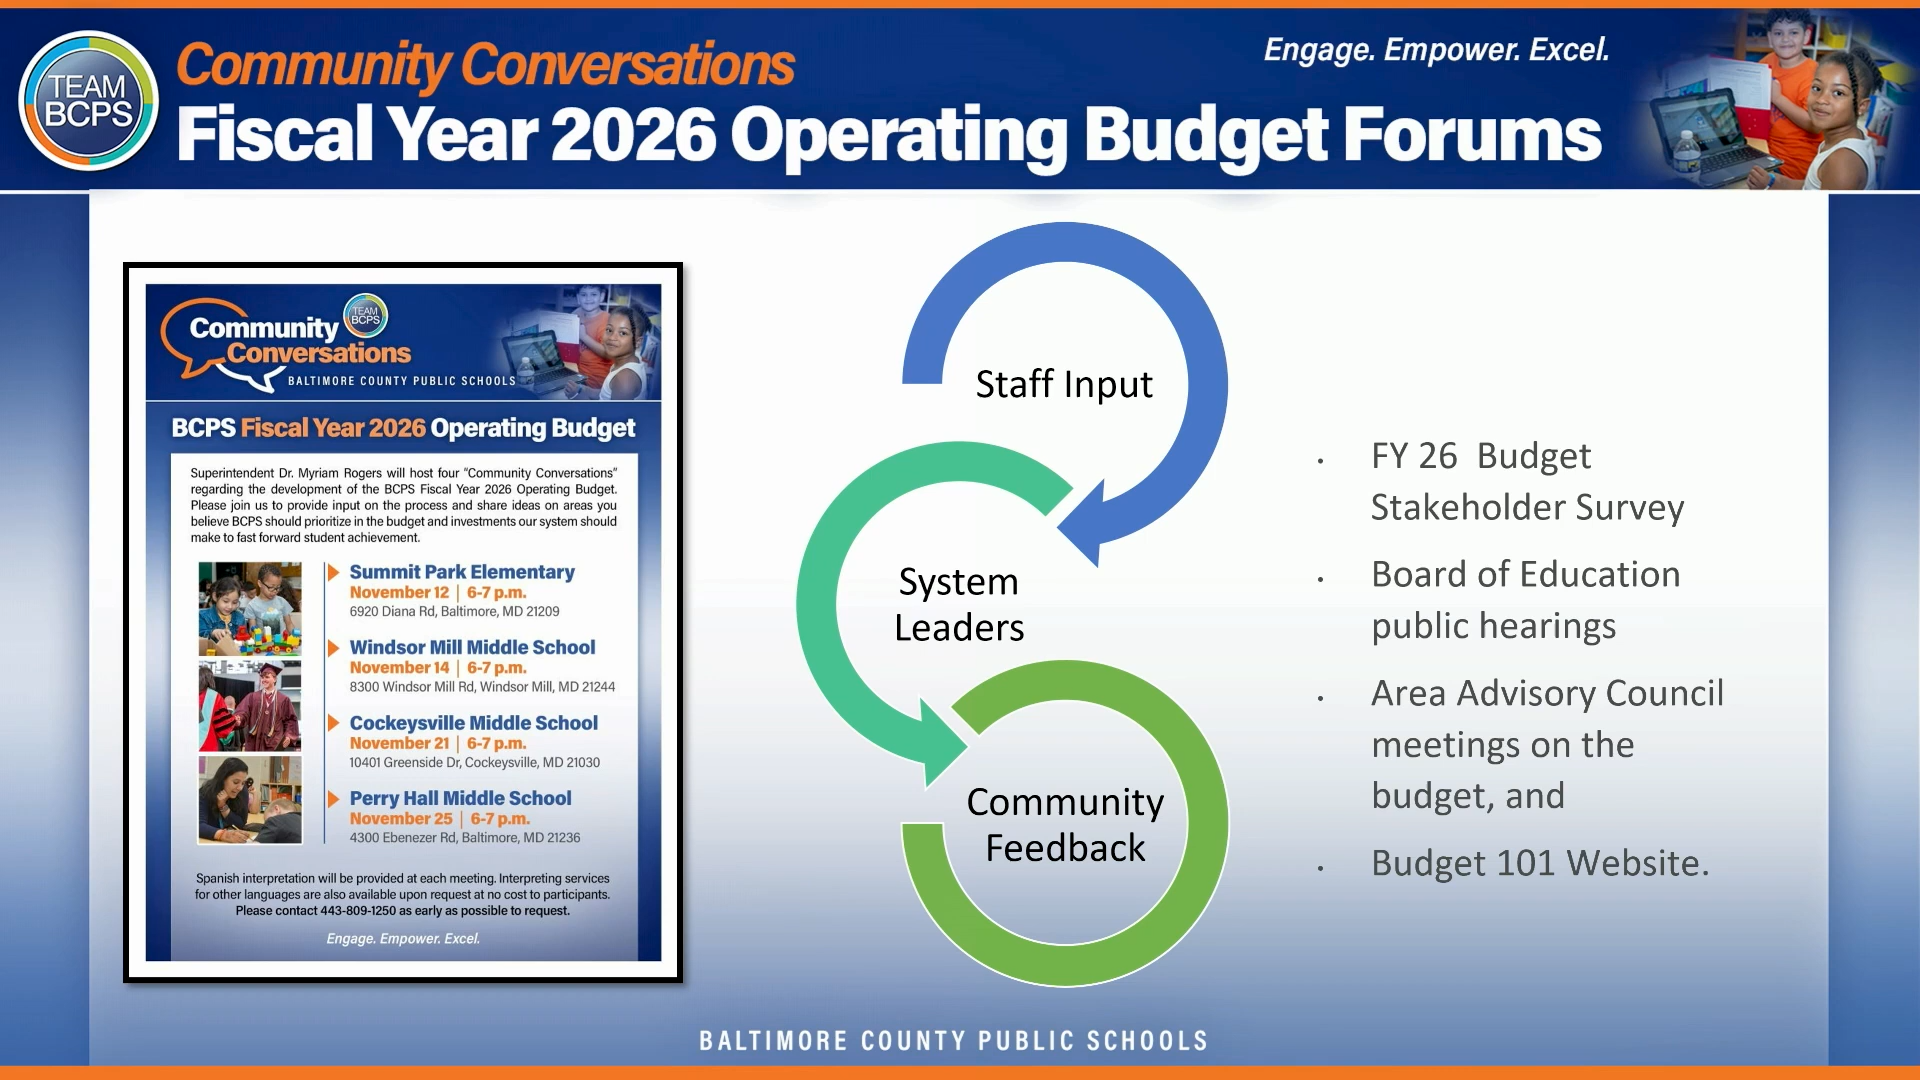 TEAM
BCPS
Community Conversations
Fiscal Year 2026 Operating Budget Forums
Engage. Empower. Excel.
Community
TEAM
BCPS
Conversations
BALTIMORE COUNTY PUBLIC SCHOOLS
BCPS Fiscal Year 2026 Operating Budget
Superintendent Dr. Myriam Rogers will host four “Community Conversations”
regarding the development of the BCPS Fiscal Year 2026 Operating Budget.
Please join us to provide input on the process and share ideas on areas you
believe BCPS should prioritize in the budget and investments our system should
make to fast forward student achievement.
Summit Park Elementary
November 12 | 6-7 p.m.
6920 Diana Rd, Baltimore, MD 21209
Windsor Mill Middle School
November 14 | 6-7 p.m.
8300 Windsor Mill Rd, Windsor Mill, MD 21244
Cockeysville Middle School
November 21 | 6-7 p.m.
10401 Greenside Dr, Cockeysville, MD 21030
Perry Hall Middle School
November 25 | 6-7 p.m.
4300 Ebenezer Rd, Baltimore, MD 21236
Spanish interpretation will be provided at each meeting. Interpreting services
for other languages are also available upon request at no cost to participants.
Please contact 443-809-1250 as early as possible to request.
Engage. Empower. Excel.
Staff Input
System
Leaders
Community
Feedback
• FY 26 Budget
Stakeholder Survey
• Board of Education
public hearings
• Area Advisory Council
meetings on the
budget, and
• Budget 101 Website.
BALTIMORE COUNTY PUBLIC SCHOOLS